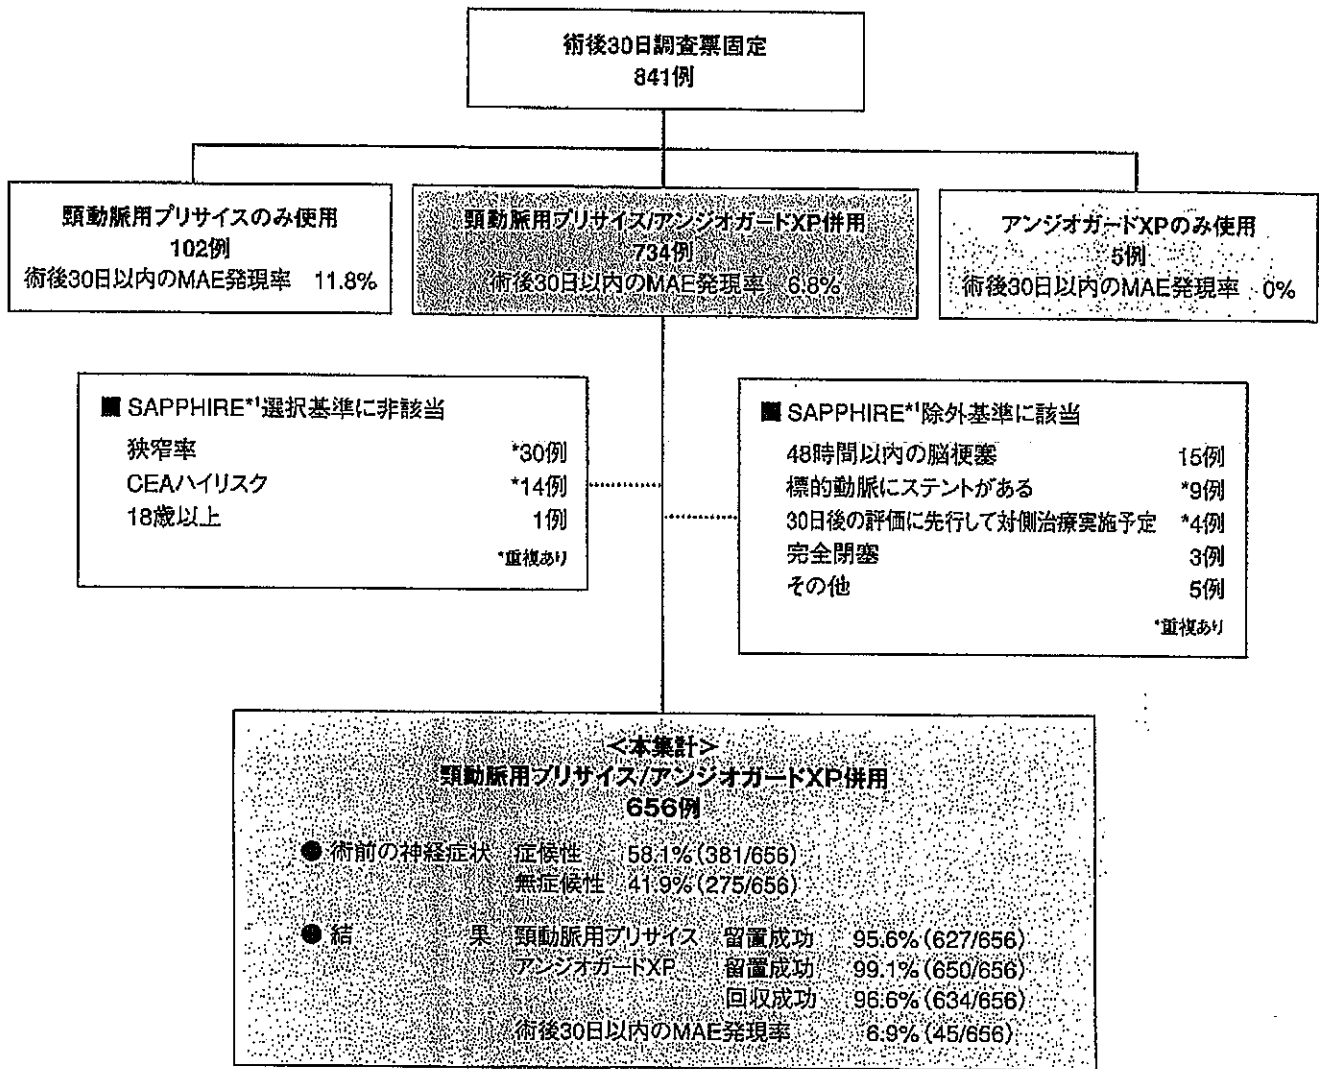 術後30日調査票固定
841例
頸動脈用プリサイスのみ使用
102例
術後30日以内のMAE発現率 11.8%
頸動脈用プリサイズ/アンジオガードXP併用
734例
術後30日以内のMAE発現率 6.8%
アンジオガードXPのみ使用
5例
術後30日以内のMAE発現率 0%
■ SAPPHIRE*1選択基準に非該当
狭窄率 *30例
CEAハイリスク *14例
18歳以上 1例
*重複あり
■ SAPPHIRE*1除外基準に該当
48時間以内の脳梗塞 15例
標的動脈にステントがある *9例
30日後の評価に先行して対側治療実施予定 *4例
完全閉塞 3例
その他 5例
*重複あり
<本集計>
頸動脈用プリサイズ/アンジオガードXP併用
656例
● 術前の神経症状 症候性 58.1%(381/656)
無症候性 41.9%(275/656)
● 結果 頸動脈用プリサイス 留置成功 95.6%(627/656)
アンジオガードXP 留置成功 99.1%(650/656)
回収成功 96.6%(634/656)
術後30日以内のMAE発現率 6.9%(45/656)